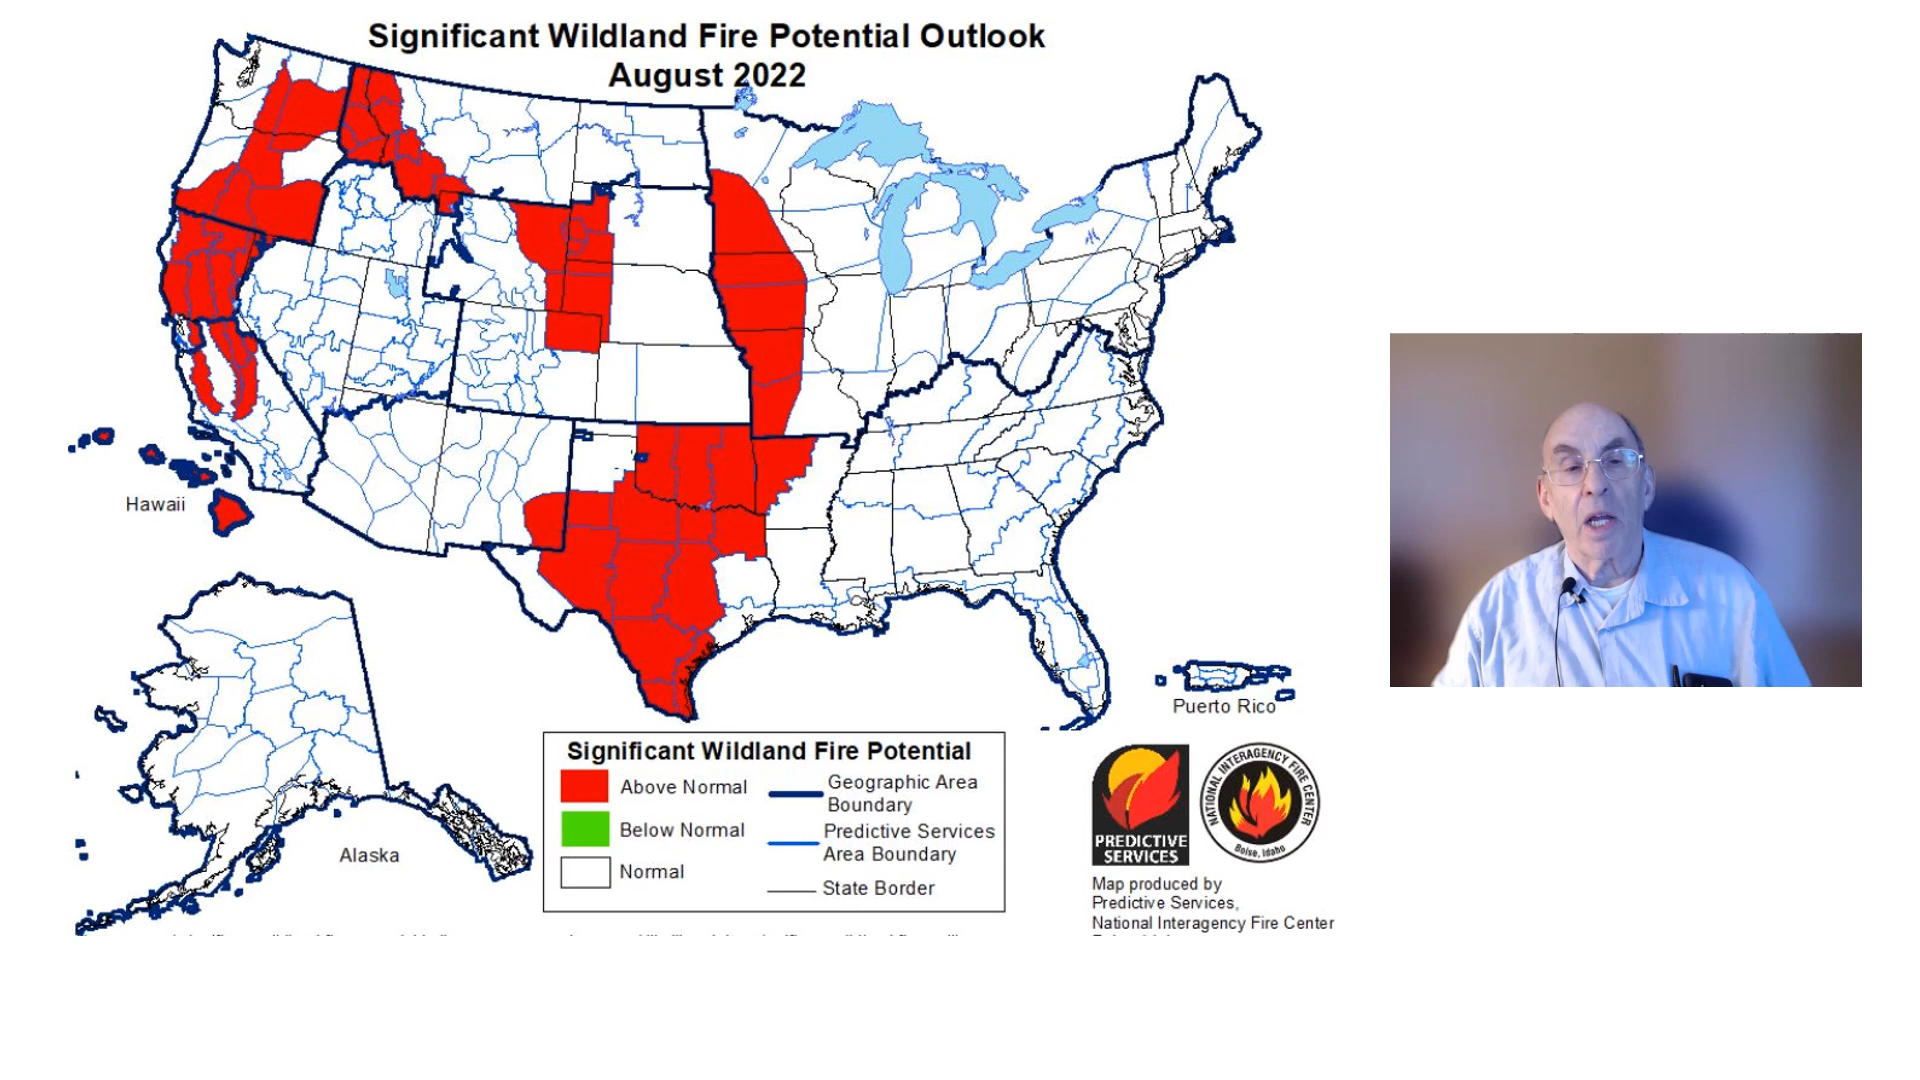 Significant Wildland Fire Potential Outlook
August 2022
Hawaii
Puerto Rico
Alaska
Significant Wildland Fire Potential
Above Normal
Below Normal
Normal
Geographic Area
Boundary
Predictive Services
Area Boundary
State Border
PREDICTIVE
SERVICES
NATIONAL INTERAGENCY FIRE CENTER
Boise, Idaho
Map produced by
Predictive Services,
National Interagency Fire Center